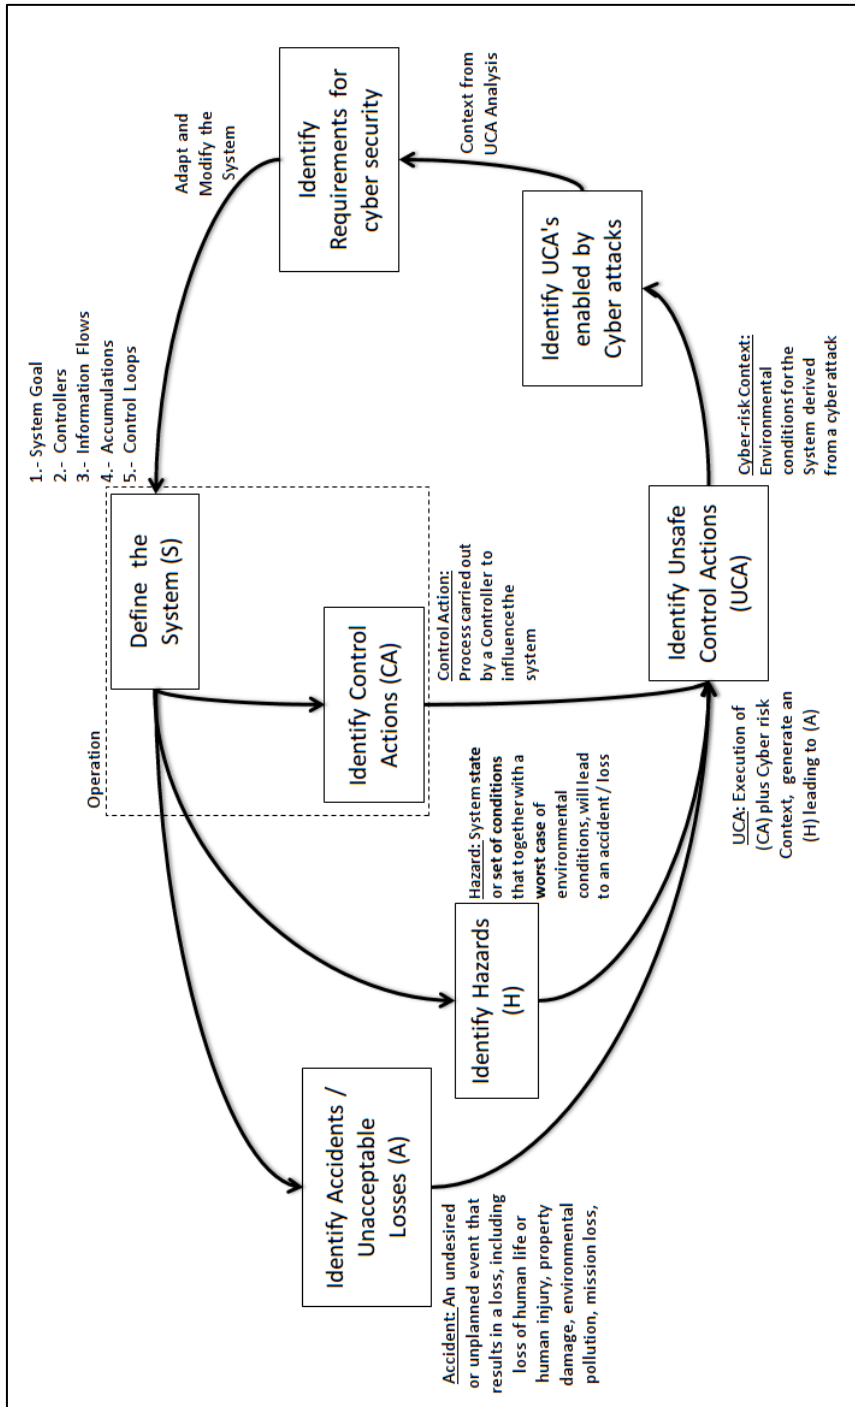 1.- System Goal
2.- Controllers
3.- Information Flows
4.- Accumulations
5.- Control Loops
Adapt and
Modify the
System
Operation
Define the
System (S)
Identify
Requirements for
cyber security
Identify Accidents /
Unacceptable
Losses (A)
Identify Control
Actions (CA)
Context from
UCA Analysis
Accident: An undesired
or unplanned event that
results in a loss, including
loss of human life or
human injury, property
damage, environmental
pollution, mission loss,
Identify Hazards
(H)
Hazard: System state
or set of conditions
that together with a
worst case of
environmental
conditions, will lead
to an accident / loss
Control Action:
Process carried out
by a Controller to
influence the
system
Identify UCA's
enabled by
Cyber attacks
UCA: Execution of
(CA) plus Cyber risk
Context, generate an
(H) leading to (A)
Identify Unsafe
Control Actions
(UCA)
Cyber-risk Context:
Environmental
conditions for the
System derived
from a cyber attack